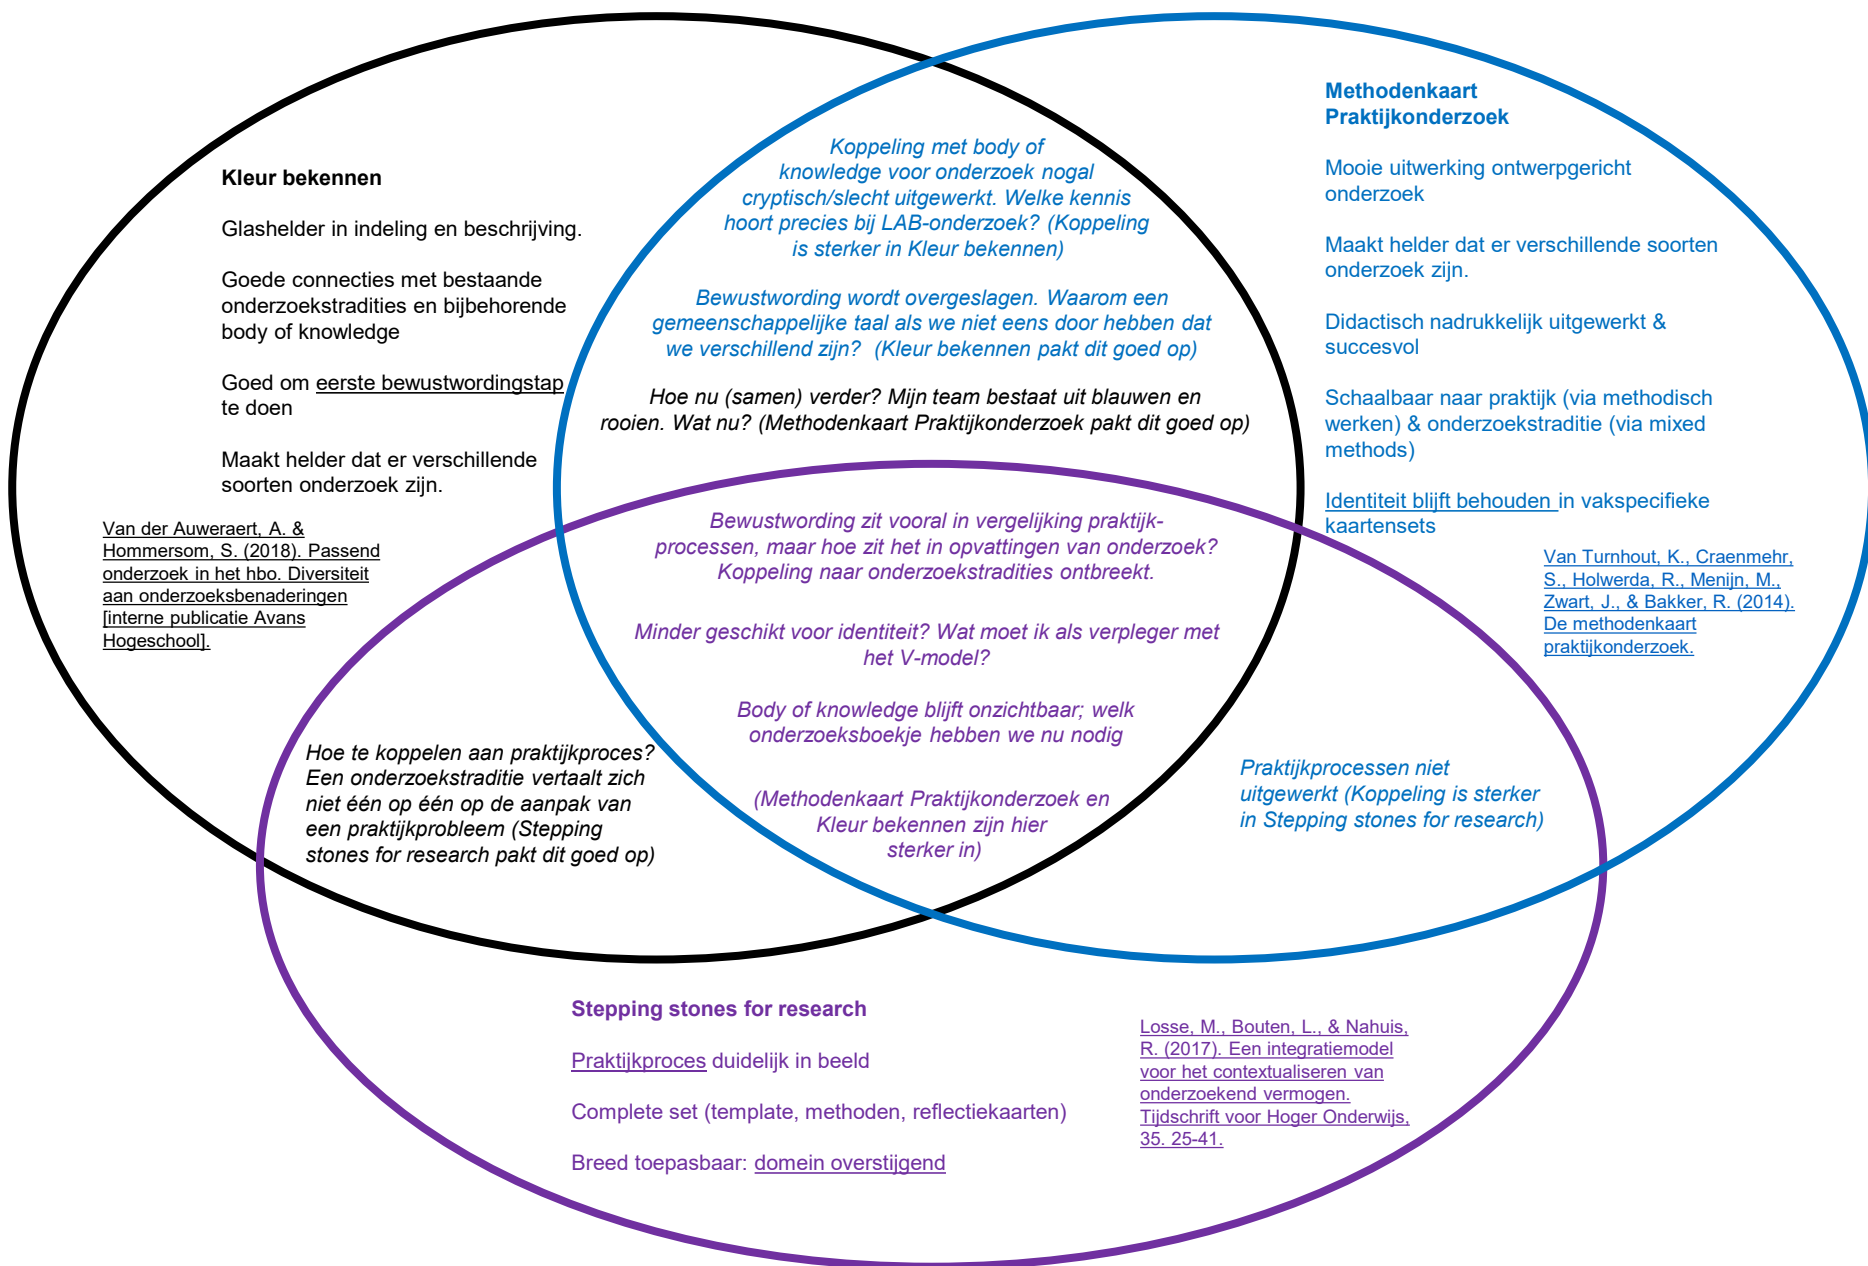 Kleur bekennen
Glashelder in indeling en beschrijving.
Goede connecties met bestaande
onderzoekstradities en bijbehorende
body of knowledge
Goed om eerste bewustwordingstap
te doen
Maakt helder dat er verschillende
soorten onderzoek zijn.
Van der Auweraert, A. &
Hommersom, S. (2018). Passend
onderzoek in het hbo. Diversiteit
aan onderzoeksbenaderingen
[interne publicatie Avans
Hogeschool].
Koppeling met body of
knowledge voor onderzoek nogal
cryptisch/slecht uitgewerkt. Welke kennis
hoort precies bij LAB-onderzoek? (Koppeling
is sterker in Kleur bekennen)
Bewustwording wordt overgeslagen. Waarom een
gemeenschappelijke taal als we niet eens door hebben dat
we verschillend zijn? (Kleur bekennen pakt dit goed op)
Hoe nu (samen) verder? Mijn team bestaat uit blauwen en
rooien. Wat nu? (Methodenkaart Praktijkonderzoek pakt dit goed op)
Methodenkaart
Praktijkonderzoek
Mooie uitwerking ontwerpgericht
onderzoek
Maakt helder dat er verschillende soorten
onderzoek zijn.
Didactisch nadrukkelijk uitgewerkt &
succesvol
Schaalbaar naar praktijk (via methodisch
werken) & onderzoekstraditie (via mixed
methods)
Identiteit blijft behouden in vakspecifieke
kaartensets
Van Turnhout, K., Craenmehr,
S., Holwerda, R., Menijn, M.,
Zwart, J., & Bakker, R. (2014).
De methodenkaart
praktijkonderzoek.
Bewustwording zit vooral in vergelijking praktijk-
processen, maar hoe zit het in opvattingen van onderzoek?
Koppeling naar onderzoekstradities ontbreekt.
Minder geschikt voor identiteit? Wat moet ik als verpleger met
het V-model?
Body of knowledge blijft onzichtbaar; welk
onderzoeksboekje hebben we nu nodig
(Methodenkaart Praktijkonderzoek en
Kleur bekennen zijn hier
sterker in)
Hoe te koppelen aan praktijkproces?
Een onderzoekstraditie vertaalt zich
niet één op één op de aanpak van
een praktijkprobleem (Stepping
stones for research pakt dit goed op)
Praktijkprocessen niet
uitgewerkt (Koppeling is sterker
in Stepping stones for research)
Stepping stones for research
Praktijkproces duidelijk in beeld
Complete set (template, methoden, reflectiekaarten)
Breed toepasbaar: domein overstijgend
Losse, M., Bouten, L., & Nahuis,
R. (2017). Een integratiemodel
voor het contextualiseren van
onderzoekend vermogen.
Tijdschrift voor Hoger Onderwijs,
35. 25-41.